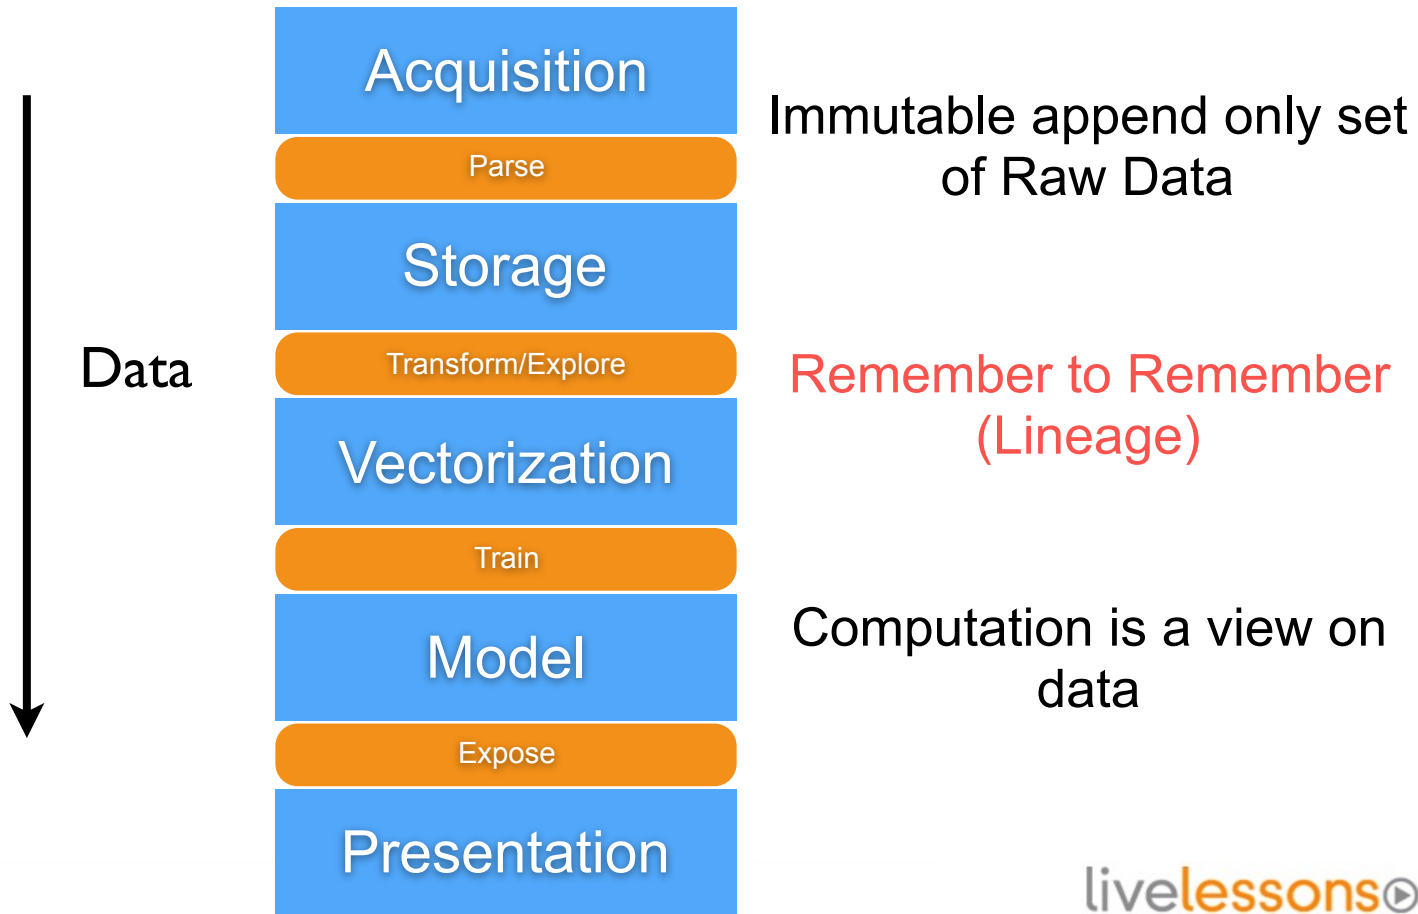 Acquisition
Parse
Storage
Transform/Explore
Vectorization
Train
Model
Expose
Presentation
Data
Immutable append only set
of Raw Data
Remember to Remember
(Lineage)
Computation is a view on
data
livelessons